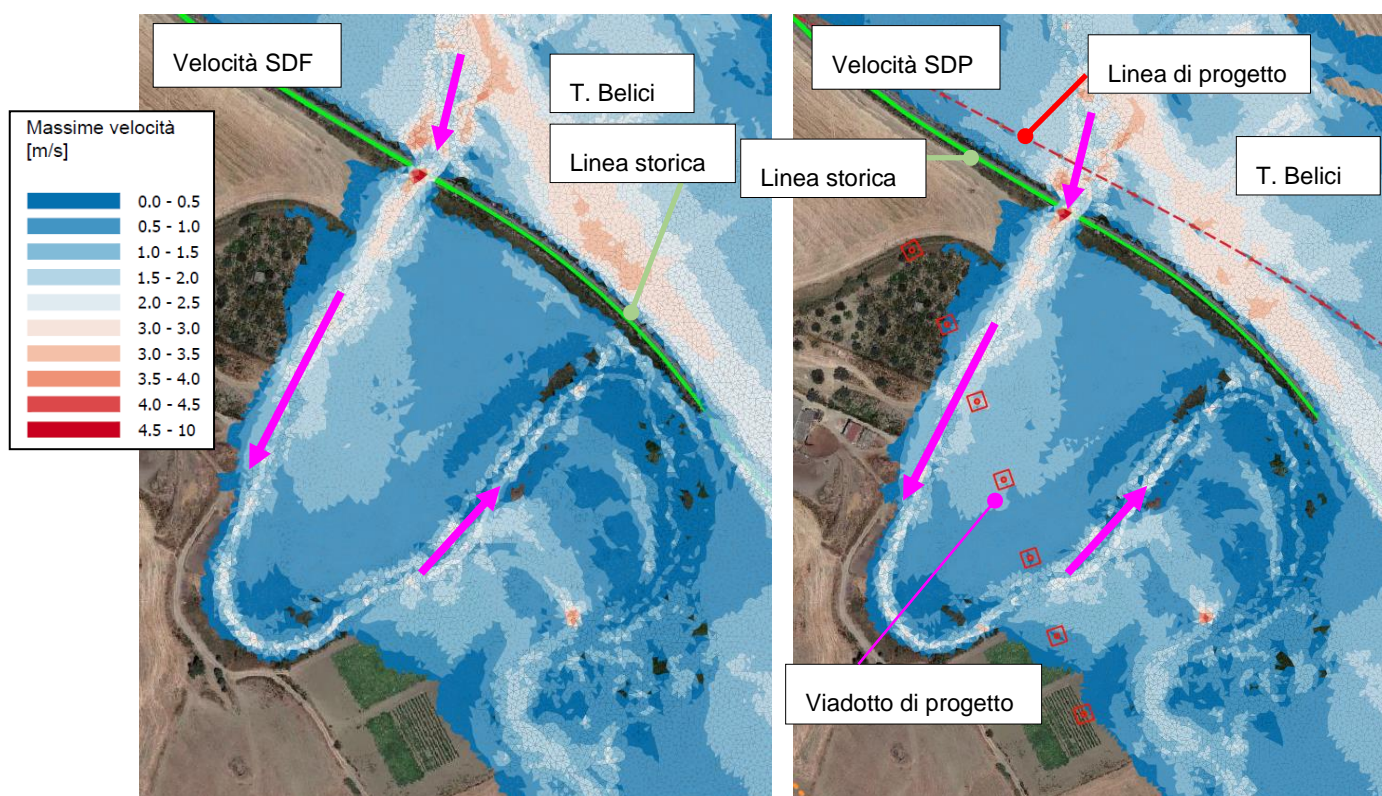 Velocità SDF
T. Belici
Linea storica
Massime velocità
[m/s]
0.0 - 0.5
0.5 - 1.0
1.0 - 1.5
1.5 - 2.0
2.0 - 2.5
3.0 - 3.0
3.0 - 3.5
3.5 - 4.0
4.0 - 4.5
4.5 - 10
Velocità SDP
Linea di progetto
Linea storica
T. Belici
Viadotto di progetto